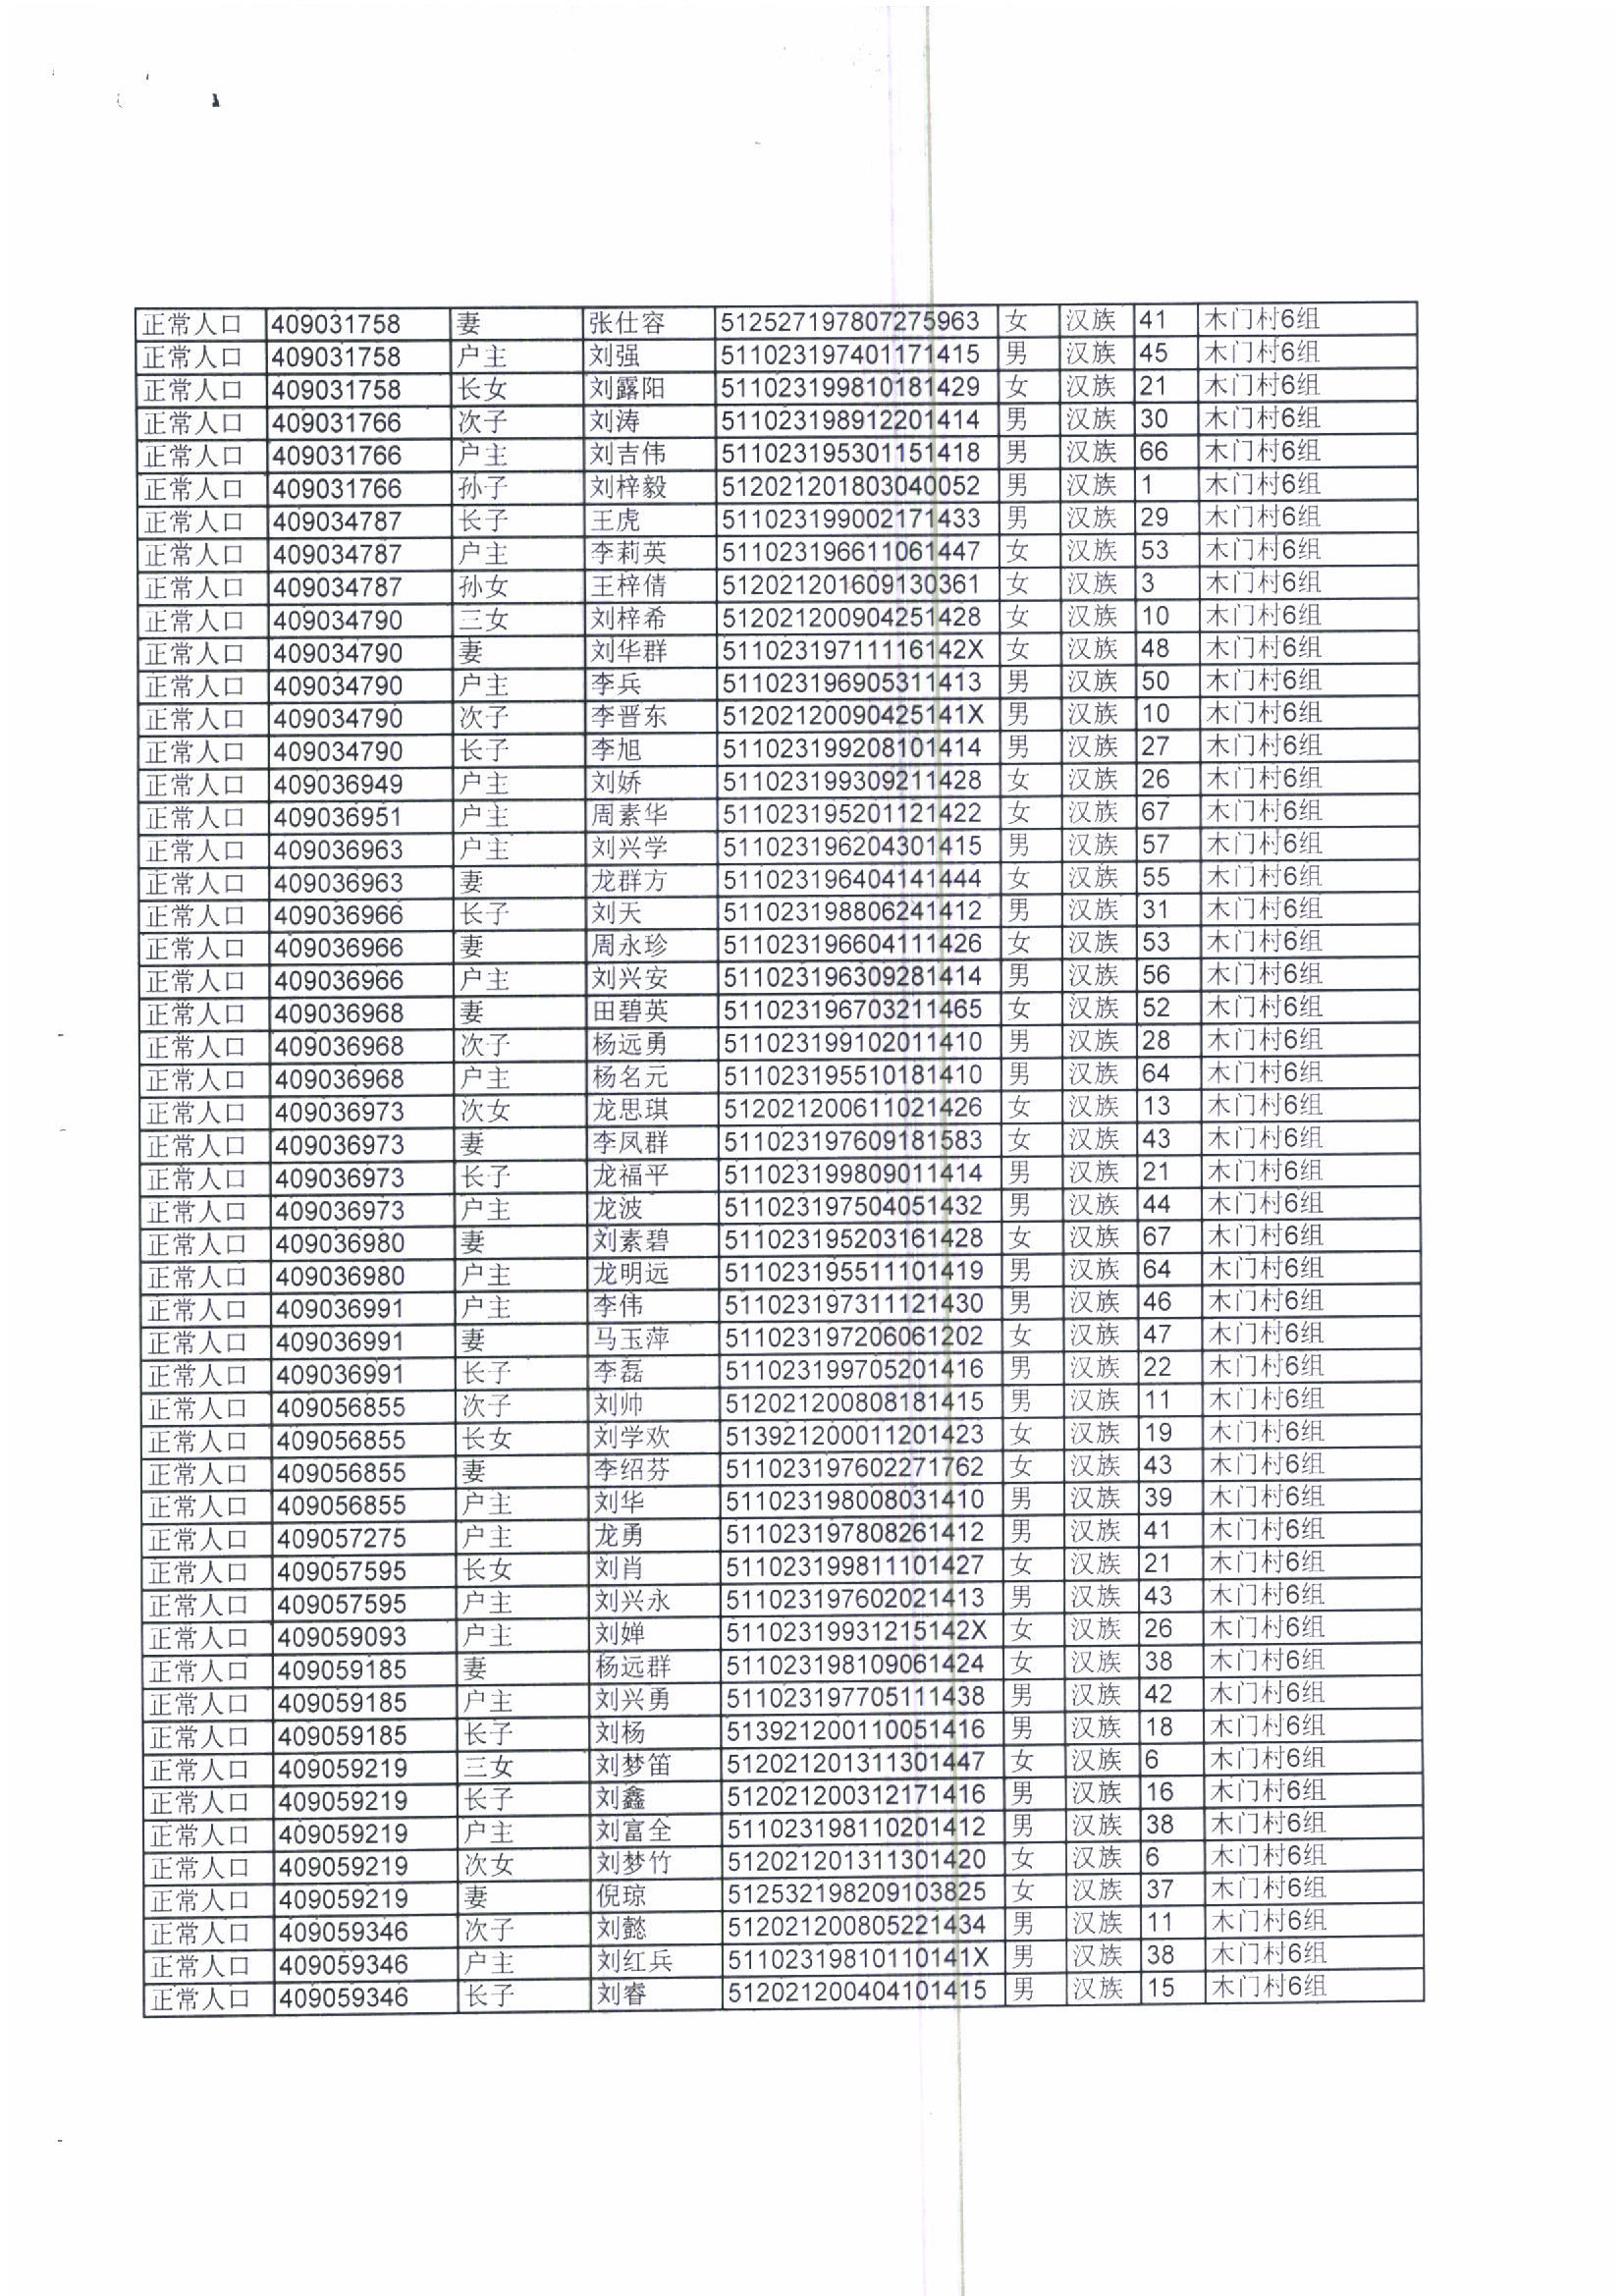 正常人口 409031758 妻 张仕容 512527197807275963 女 汉族 41 木门村6组
正常人口 409031758 户主 刘强 511023197401171415 男 汉族 45 木门村6组
正常人口 409031758 长女 刘露阳 511023199810181429 女 汉族 21 木门村6组
正常人口 409031766 次子 刘涛 511023198912201414 男 汉族 30 木门村6组
正常人口 409031766 户主 刘吉伟 511023195301151418 男 汉族 66 木门村6组
正常人口 409031766 孙子 刘梓毅 512021201803040052 男 汉族 1 木门村6组
正常人口 409034787 长子 王虎 511023199002171433 男 汉族 29 木门村6组
正常人口 409034787 户主 李莉英 511023196611061447 女 汉族 53 木门村6组
正常人口 409034787 孙女 王梓倩 512021201609130361 女 汉族 3 木门村6组
正常人口 409034790 三女 刘梓希 512021200904251428 女 汉族 10 木门村6组
正常人口 409034790 妻 刘华群 51102319711116142X 女 汉族 48 木门村6组
正常人口 409034790 户主 李兵 511023196905311413 男 汉族 50 木门村6组
正常人口 409034790 次子 李晋东 51202120090425141X 男 汉族 10 木门村6组
正常人口 409034790 长子 李旭 511023199208101414 男 汉族 27 木门村6组
正常人口 409036949 户主 刘娇 511023199309211428 女 汉族 26 木门村6组
正常人口 409036951 户主 周素华 511023195201121422 女 汉族 67 木门村6组
正常人口 409036963 户主 刘兴学 511023196204301415 男 汉族 57 木门村6组
正常人口 409036963 妻 龙群方 511023196404141444 女 汉族 55 木门村6组
正常人口 409036966 长子 刘天 511023198806241412 男 汉族 31 木门村6组
正常人口 409036966 妻 周永珍 511023196604111426 女 汉族 53 木门村6组
正常人口 409036966 户主 刘兴安 511023196309281414 男 汉族 56 木门村6组
正常人口 409036968 妻 田碧英 511023196703211465 女 汉族 52 木门村6组
正常人口 409036968 次子 杨远勇 511023199102011410 男 汉族 28 木门村6组
正常人口 409036968 户主 杨名元 511023195510181410 男 汉族 64 木门村6组
正常人口 409036973 次女 龙思琪 512021200611021426 女 汉族 13 木门村6组
正常人口 409036973 妻 李凤群 511023197609181583 女 汉族 43 木门村6组
正常人口 409036973 长子 龙福平 511023199809011414 男 汉族 21 木门村6组
正常人口 409036973 户主 龙波 511023197504051432 男 汉族 44 木门村6组
正常人口 409036980 妻 刘素碧 511023195203161428 女 汉族 67 木门村6组
正常人口 409036980 户主 龙明远 511023195511101419 男 汉族 64 木门村6组
正常人口 409036991 户主 李伟 511023197311121430 男 汉族 46 木门村6组
正常人口 409036991 妻 马玉萍 511023197206061202 女 汉族 47 木门村6组
正常人口 409036991 长子 李磊 511023199705201416 男 汉族 22 木门村6组
正常人口 409056855 次子 刘帅 512021200808181415 男 汉族 11 木门村6组
正常人口 409056855 长女 刘学欢 513921200011201423 女 汉族 19 木门村6组
正常人口 409056855 妻 李绍芬 511023197602271762 女 汉族 43 木门村6组
正常人口 409056855 户主 刘华 511023198008031410 男 汉族 39 木门村6组
正常人口 409057275 户主 龙勇 511023197808261412 男 汉族 41 木门村6组
正常人口 409057595 长女 刘肖 511023199811101427 女 汉族 21 木门村6组
正常人口 409057595 户主 刘兴永 511023197602021413 男 汉族 43 木门村6组
正常人口 409059093 户主 刘婵 51102319931215142X 女 汉族 26 木门村6组
正常人口 409059185 妻 杨远群 511023198109061424 女 汉族 38 木门村6组
正常人口 409059185 户主 刘兴勇 511023197705111438 男 汉族 42 木门村6组
正常人口 409059185 长子 刘杨 513921200110051416 男 汉族 18 木门村6组
正常人口 409059219 三女 刘梦笛 512021201311301447 女 汉族 6 木门村6组
正常人口 409059219 长子 刘鑫 512021200312171416 男 汉族 16 木门村6组
正常人口 409059219 户主 刘富全 511023198110201412 男 汉族 38 木门村6组
正常人口 409059219 次女 刘梦竹 512021201311301420 女 汉族 6 木门村6组
正常人口 409059219 妻 倪琼 512532198209103825 女 汉族 37 木门村6组
正常人口 409059346 次子 刘懿 512021200805221434 男 汉族 11 木门村6组
正常人口 409059346 户主 刘红兵 51102319810110141X 男 汉族 38 木门村6组
正常人口 409059346 长子 刘睿 512021200404101415 男 汉族 15 木门村6组